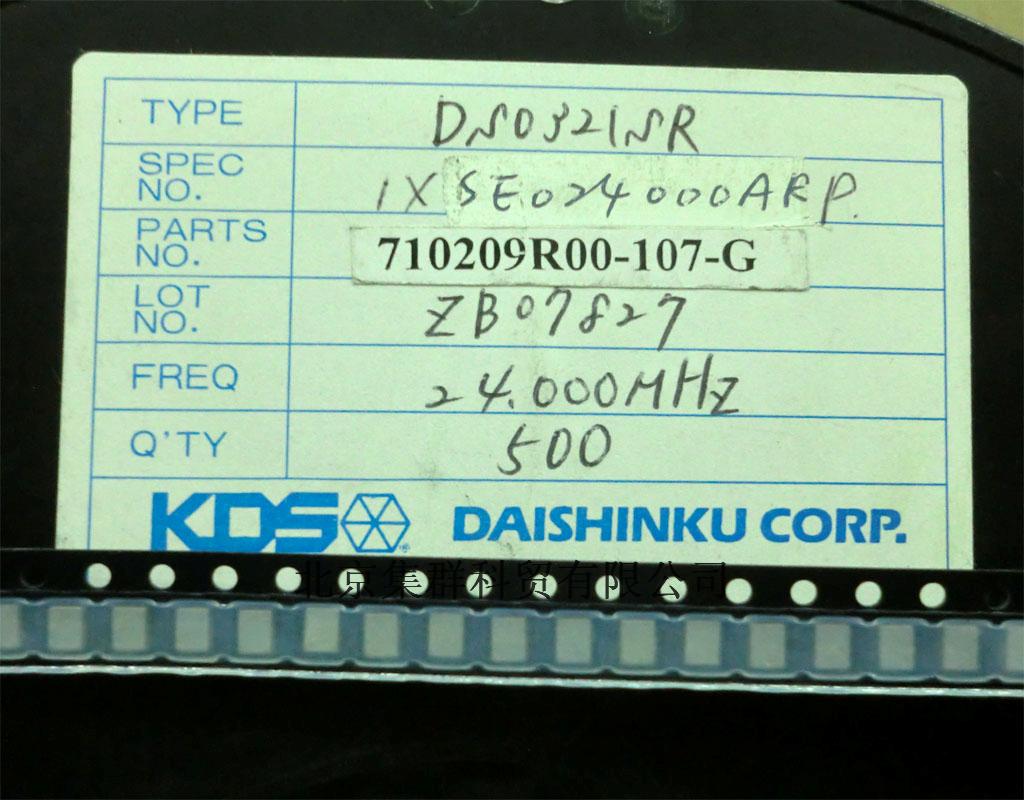 TYPE DSO321SR
SPEC NO. 1XSE024000ARP
PARTS NO. 710209R00-107-G
LOT NO. ZB07827
FREQ 24.000MHz
Q'TY 500
KDS DAISHINKU CORP.
北京集群科贸有限公司